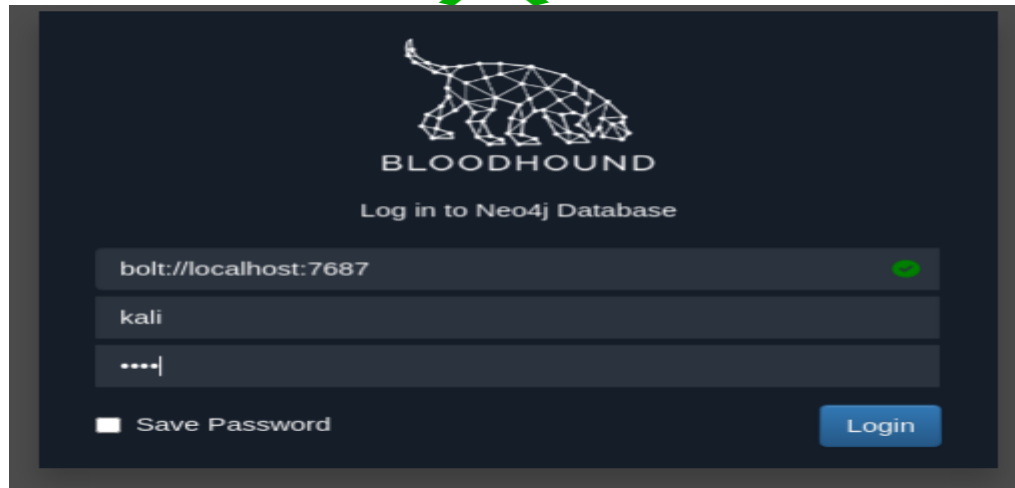 BLOODHOUND
Log in to Neo4j Database
bolt://localhost:7687
kali
••••
Save Password
Login